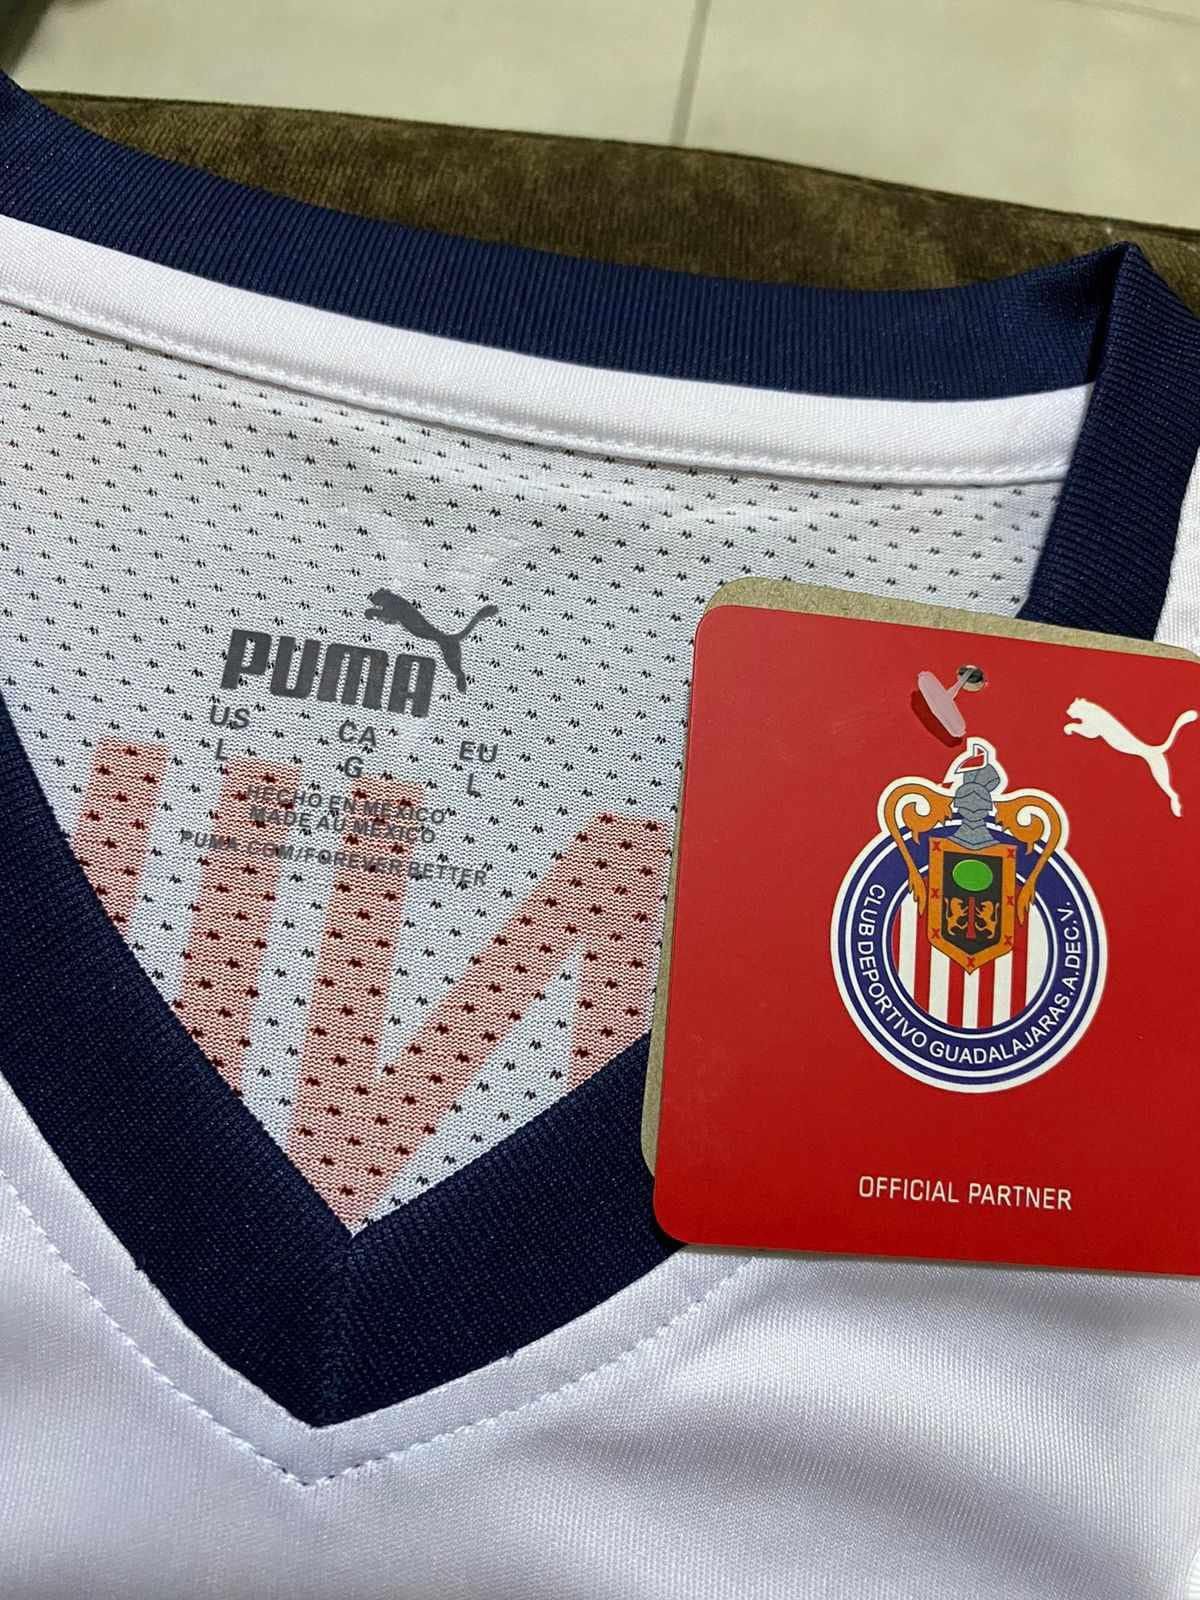 PUMA
US CA EU
L G L
HECHO EN MÉXICO
MADE AU MEXICO
PUMA.COM/FOREVER BETTER
CLUB DEPORTIVO GUADALAJARA S.A. DE C.V.
OFFICIAL PARTNER